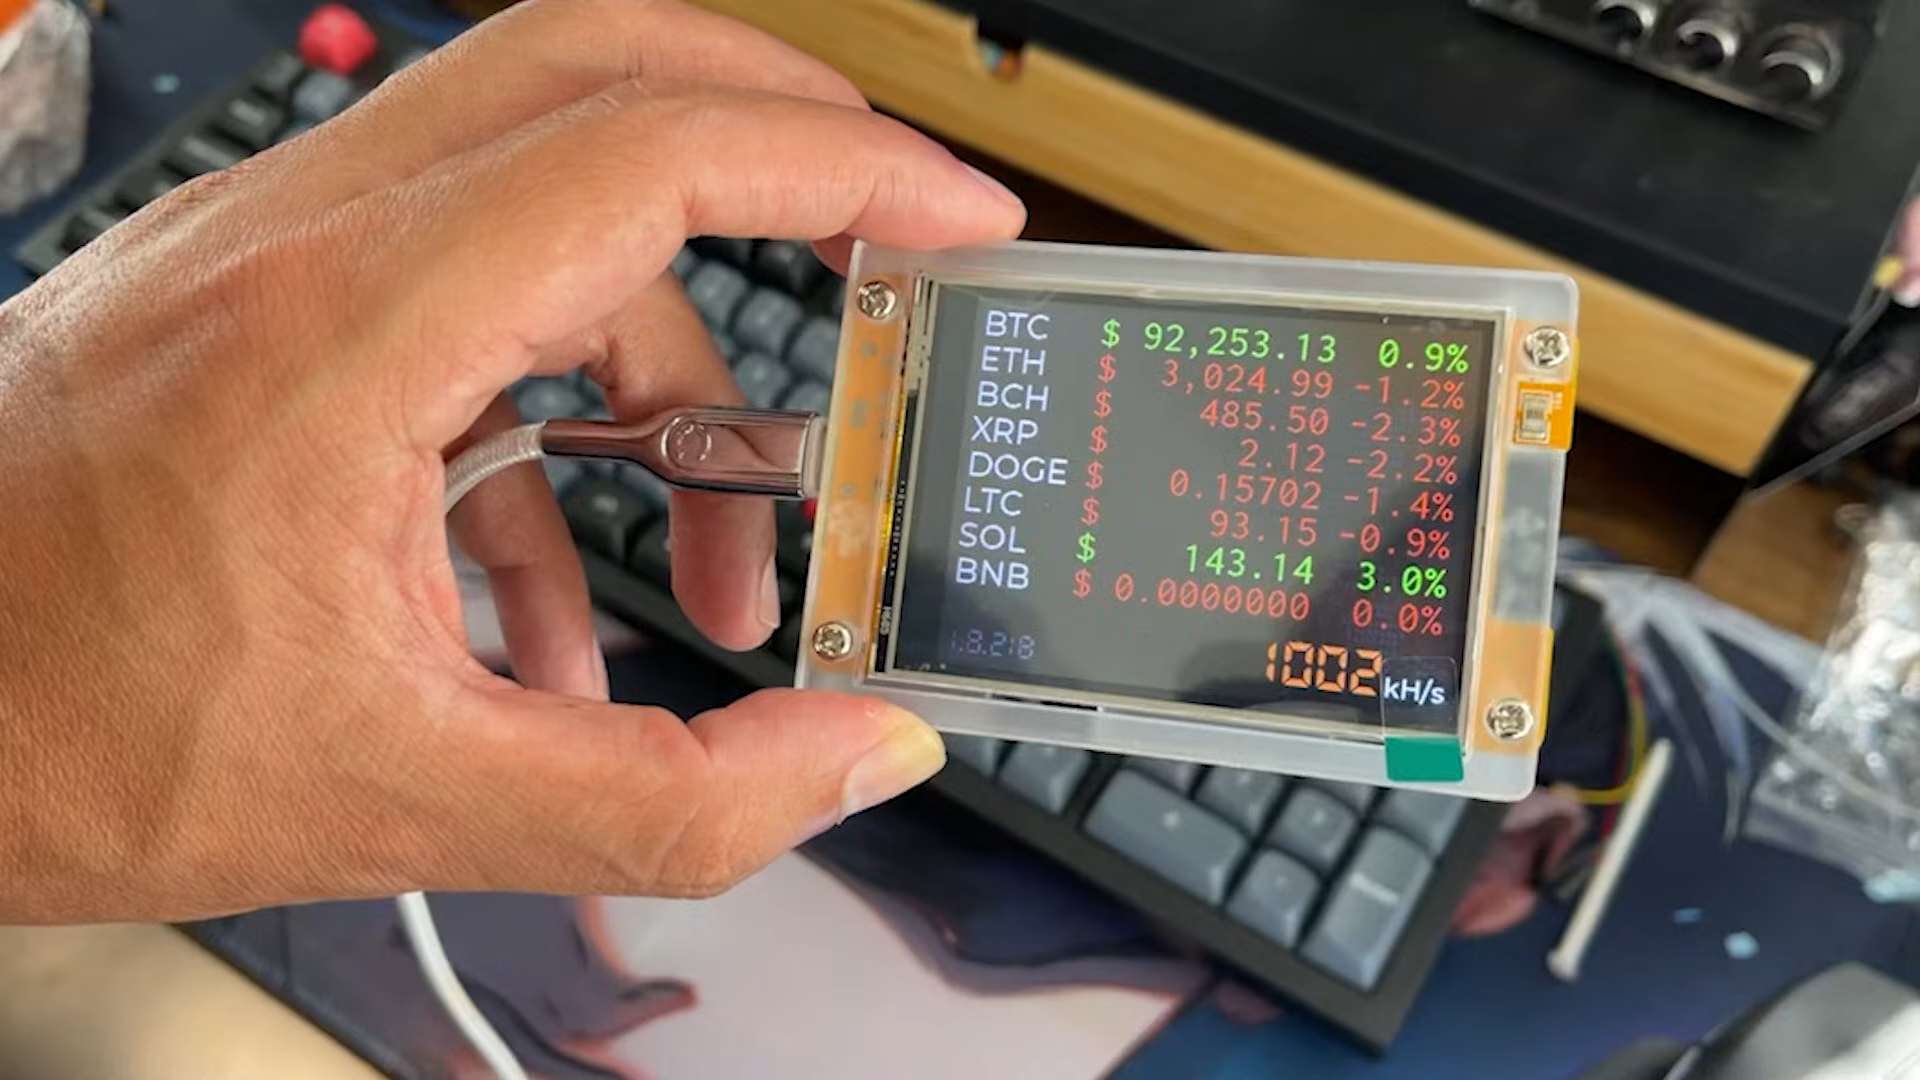 BTC $ 92,253.13 0.9%
ETH $ 3,024.99 -1.2%
BCH $ 485.50 -2.3%
XRP $ 2.12 -2.2%
DOGE $ 0.15702 -1.4%
LTC $ 93.15 -0.9%
SOL $ 143.14 3.0%
BNB $ 0.0000000 0.0%
1.8.218 1002 kH/s